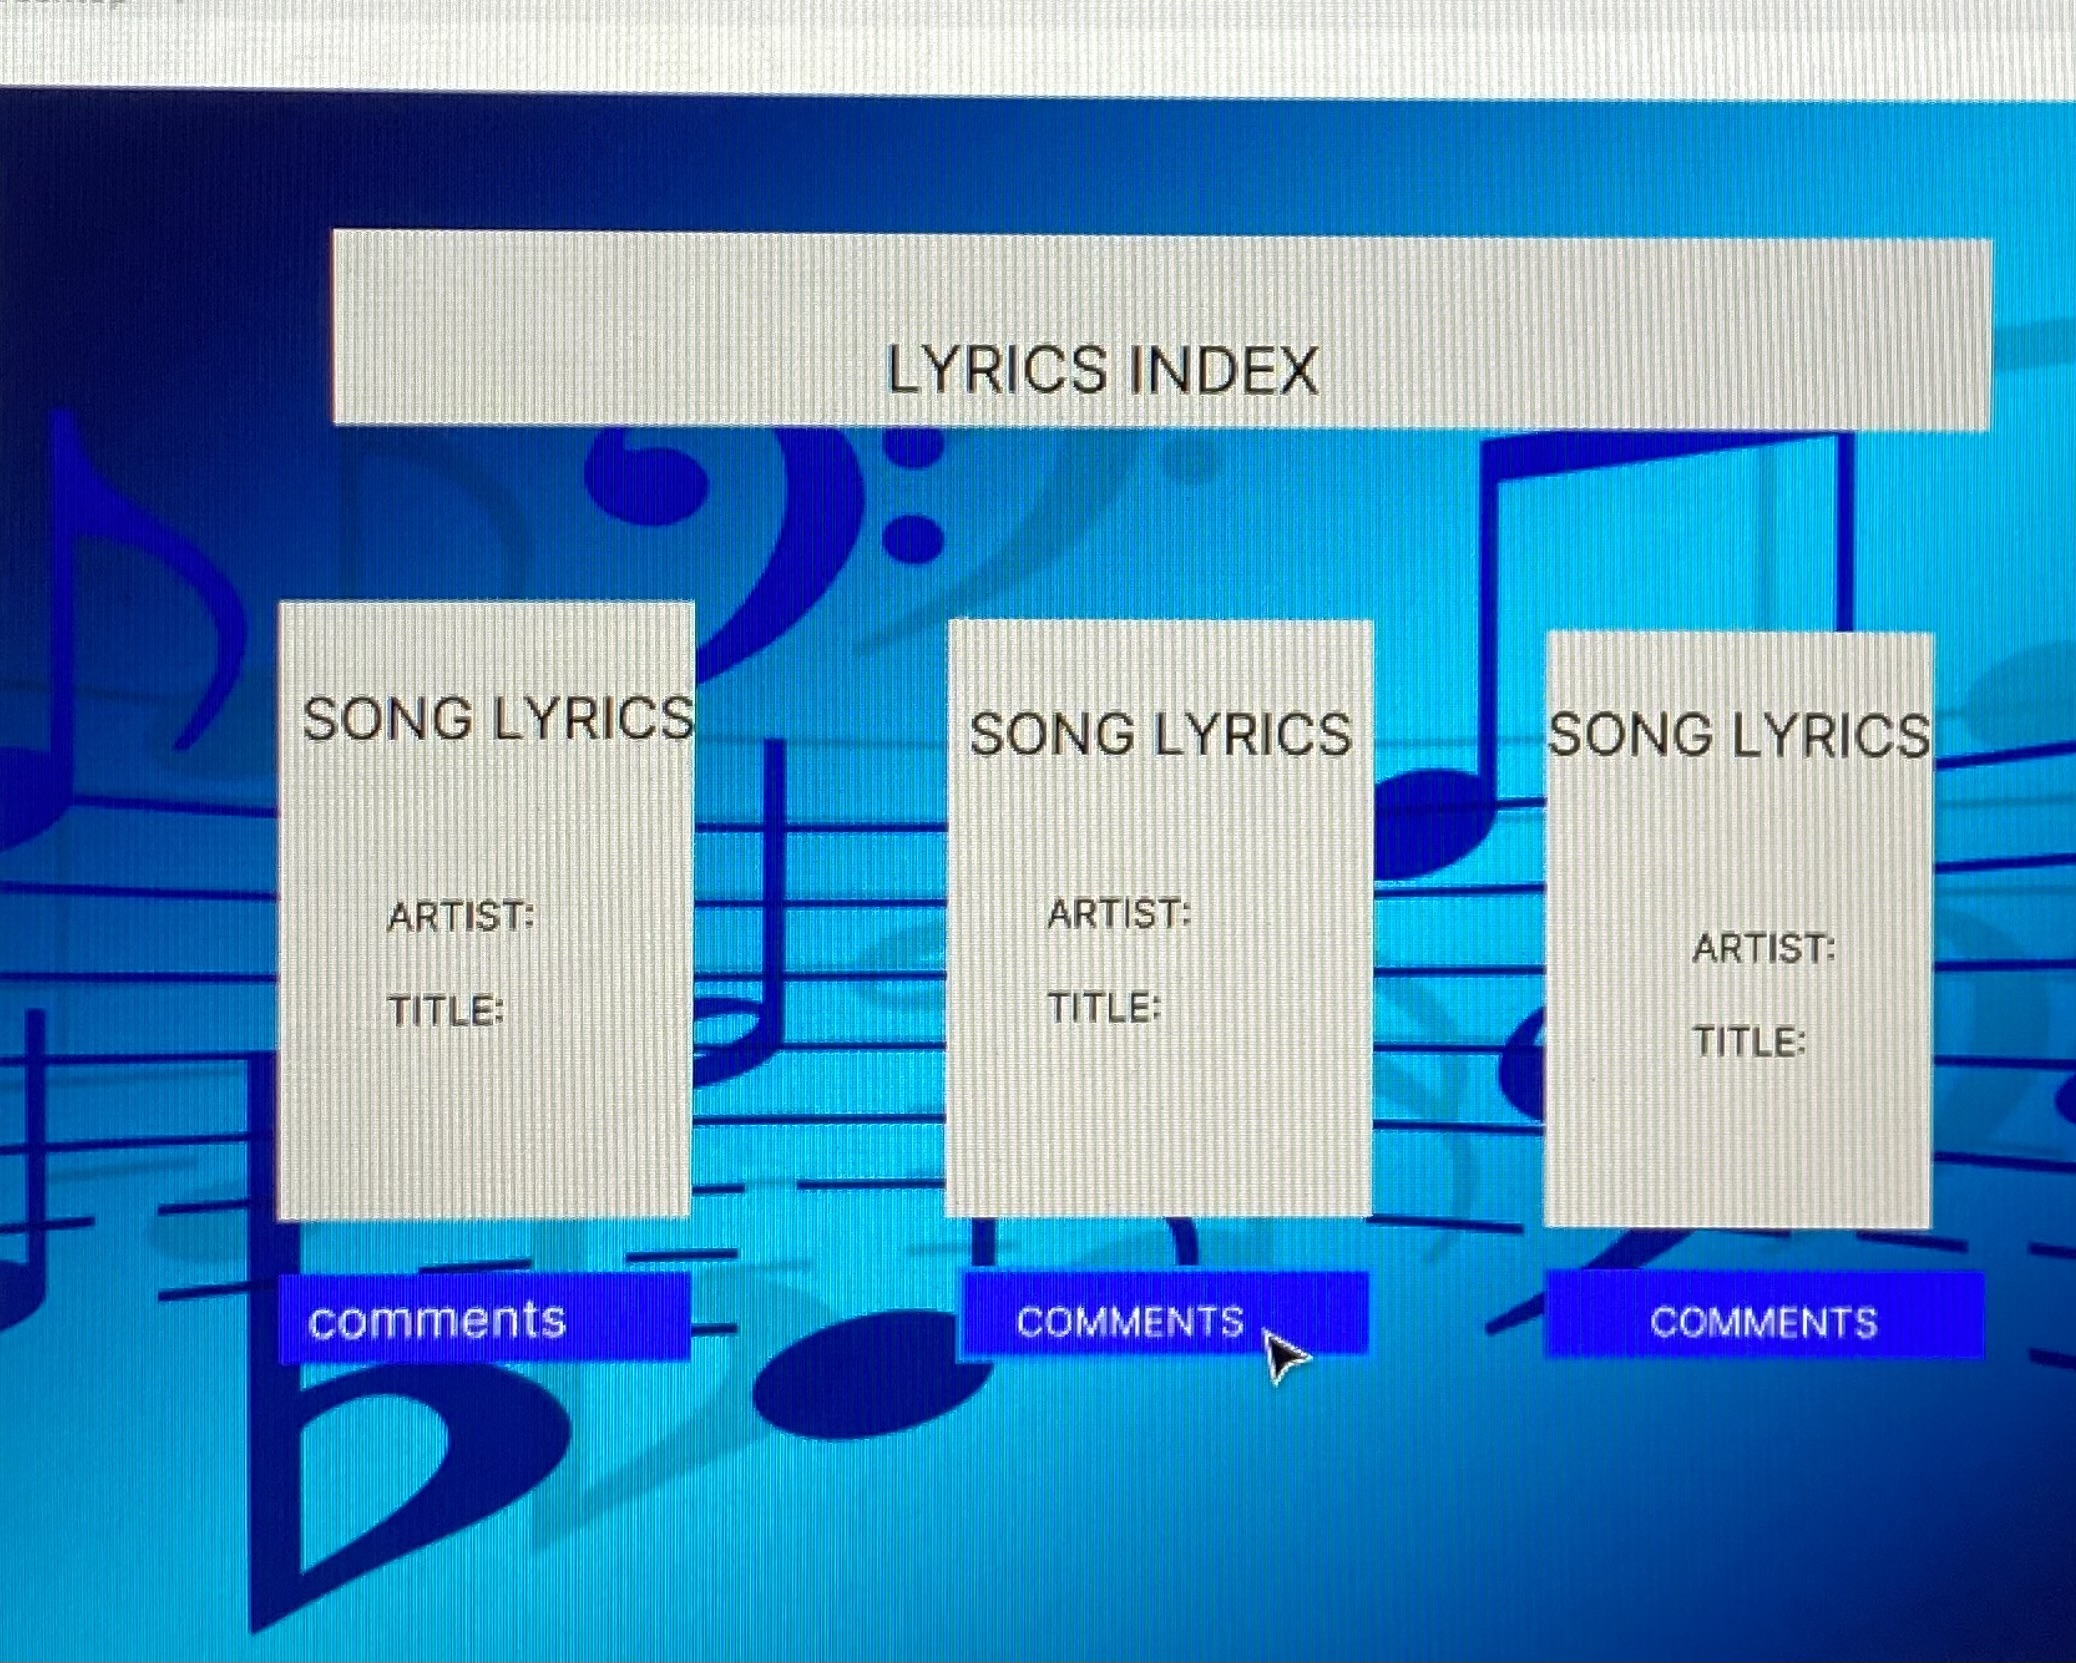 LYRICS INDEX
SONG LYRICS
ARTIST:
TITLE:
comments
SONG LYRICS
ARTIST:
TITLE:
COMMENTS
SONG LYRICS
ARTIST:
TITLE:
COMMENTS